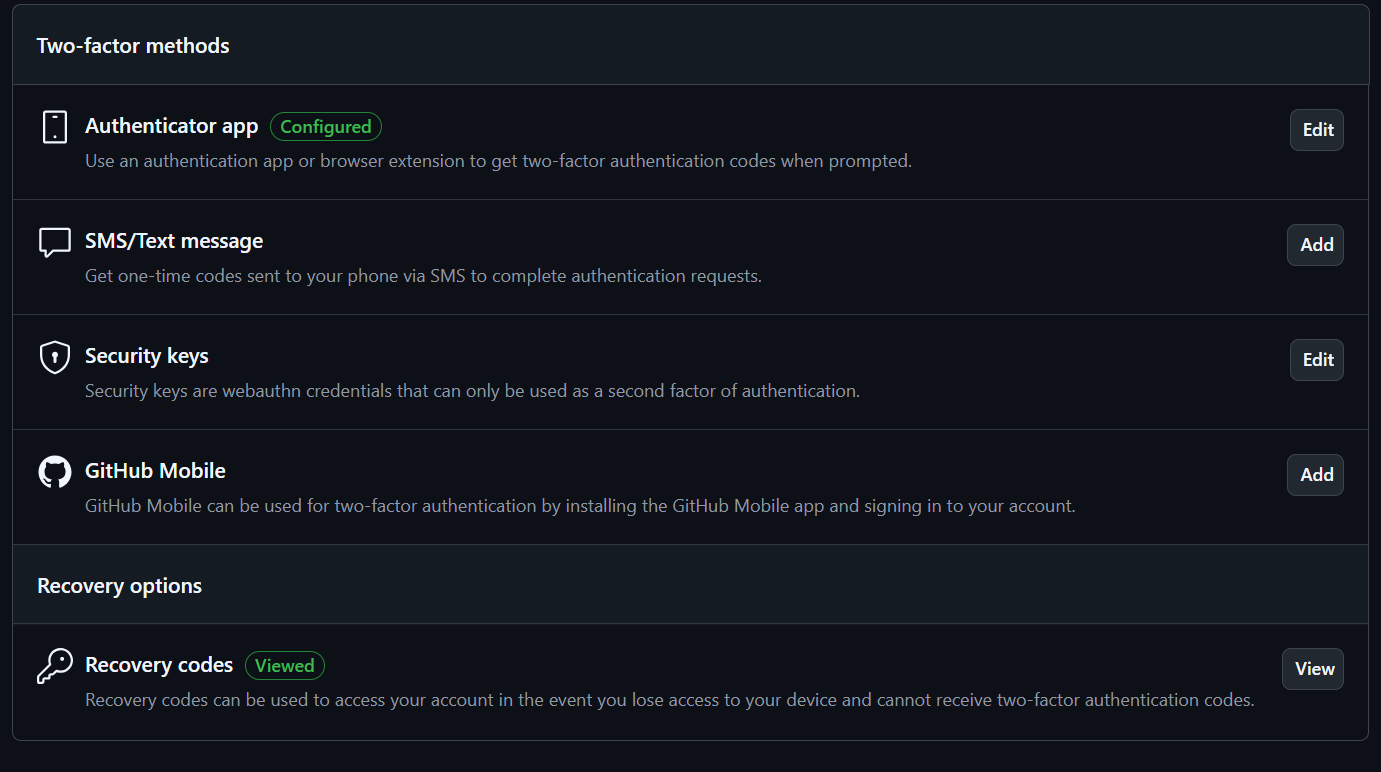 Two-factor methods
Authenticator app Configured
Edit
Use an authentication app or browser extension to get two-factor authentication codes when prompted.
SMS/Text message
Add
Get one-time codes sent to your phone via SMS to complete authentication requests.
Security keys
Edit
Security keys are webauthn credentials that can only be used as a second factor of authentication.
GitHub Mobile
Add
GitHub Mobile can be used for two-factor authentication by installing the GitHub Mobile app and signing in to your account.
Recovery options
Recovery codes Viewed
View
Recovery codes can be used to access your account in the event you lose access to your device and cannot receive two-factor authentication codes.